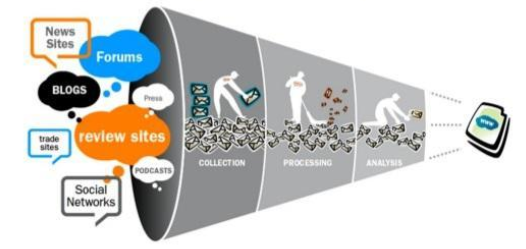 News
Sites
Forums
BLOGS
Press
trade
sites
review sites
PODCASTS
Social
Networks
COLLECTION
PROCESSING
ANALYSIS
www